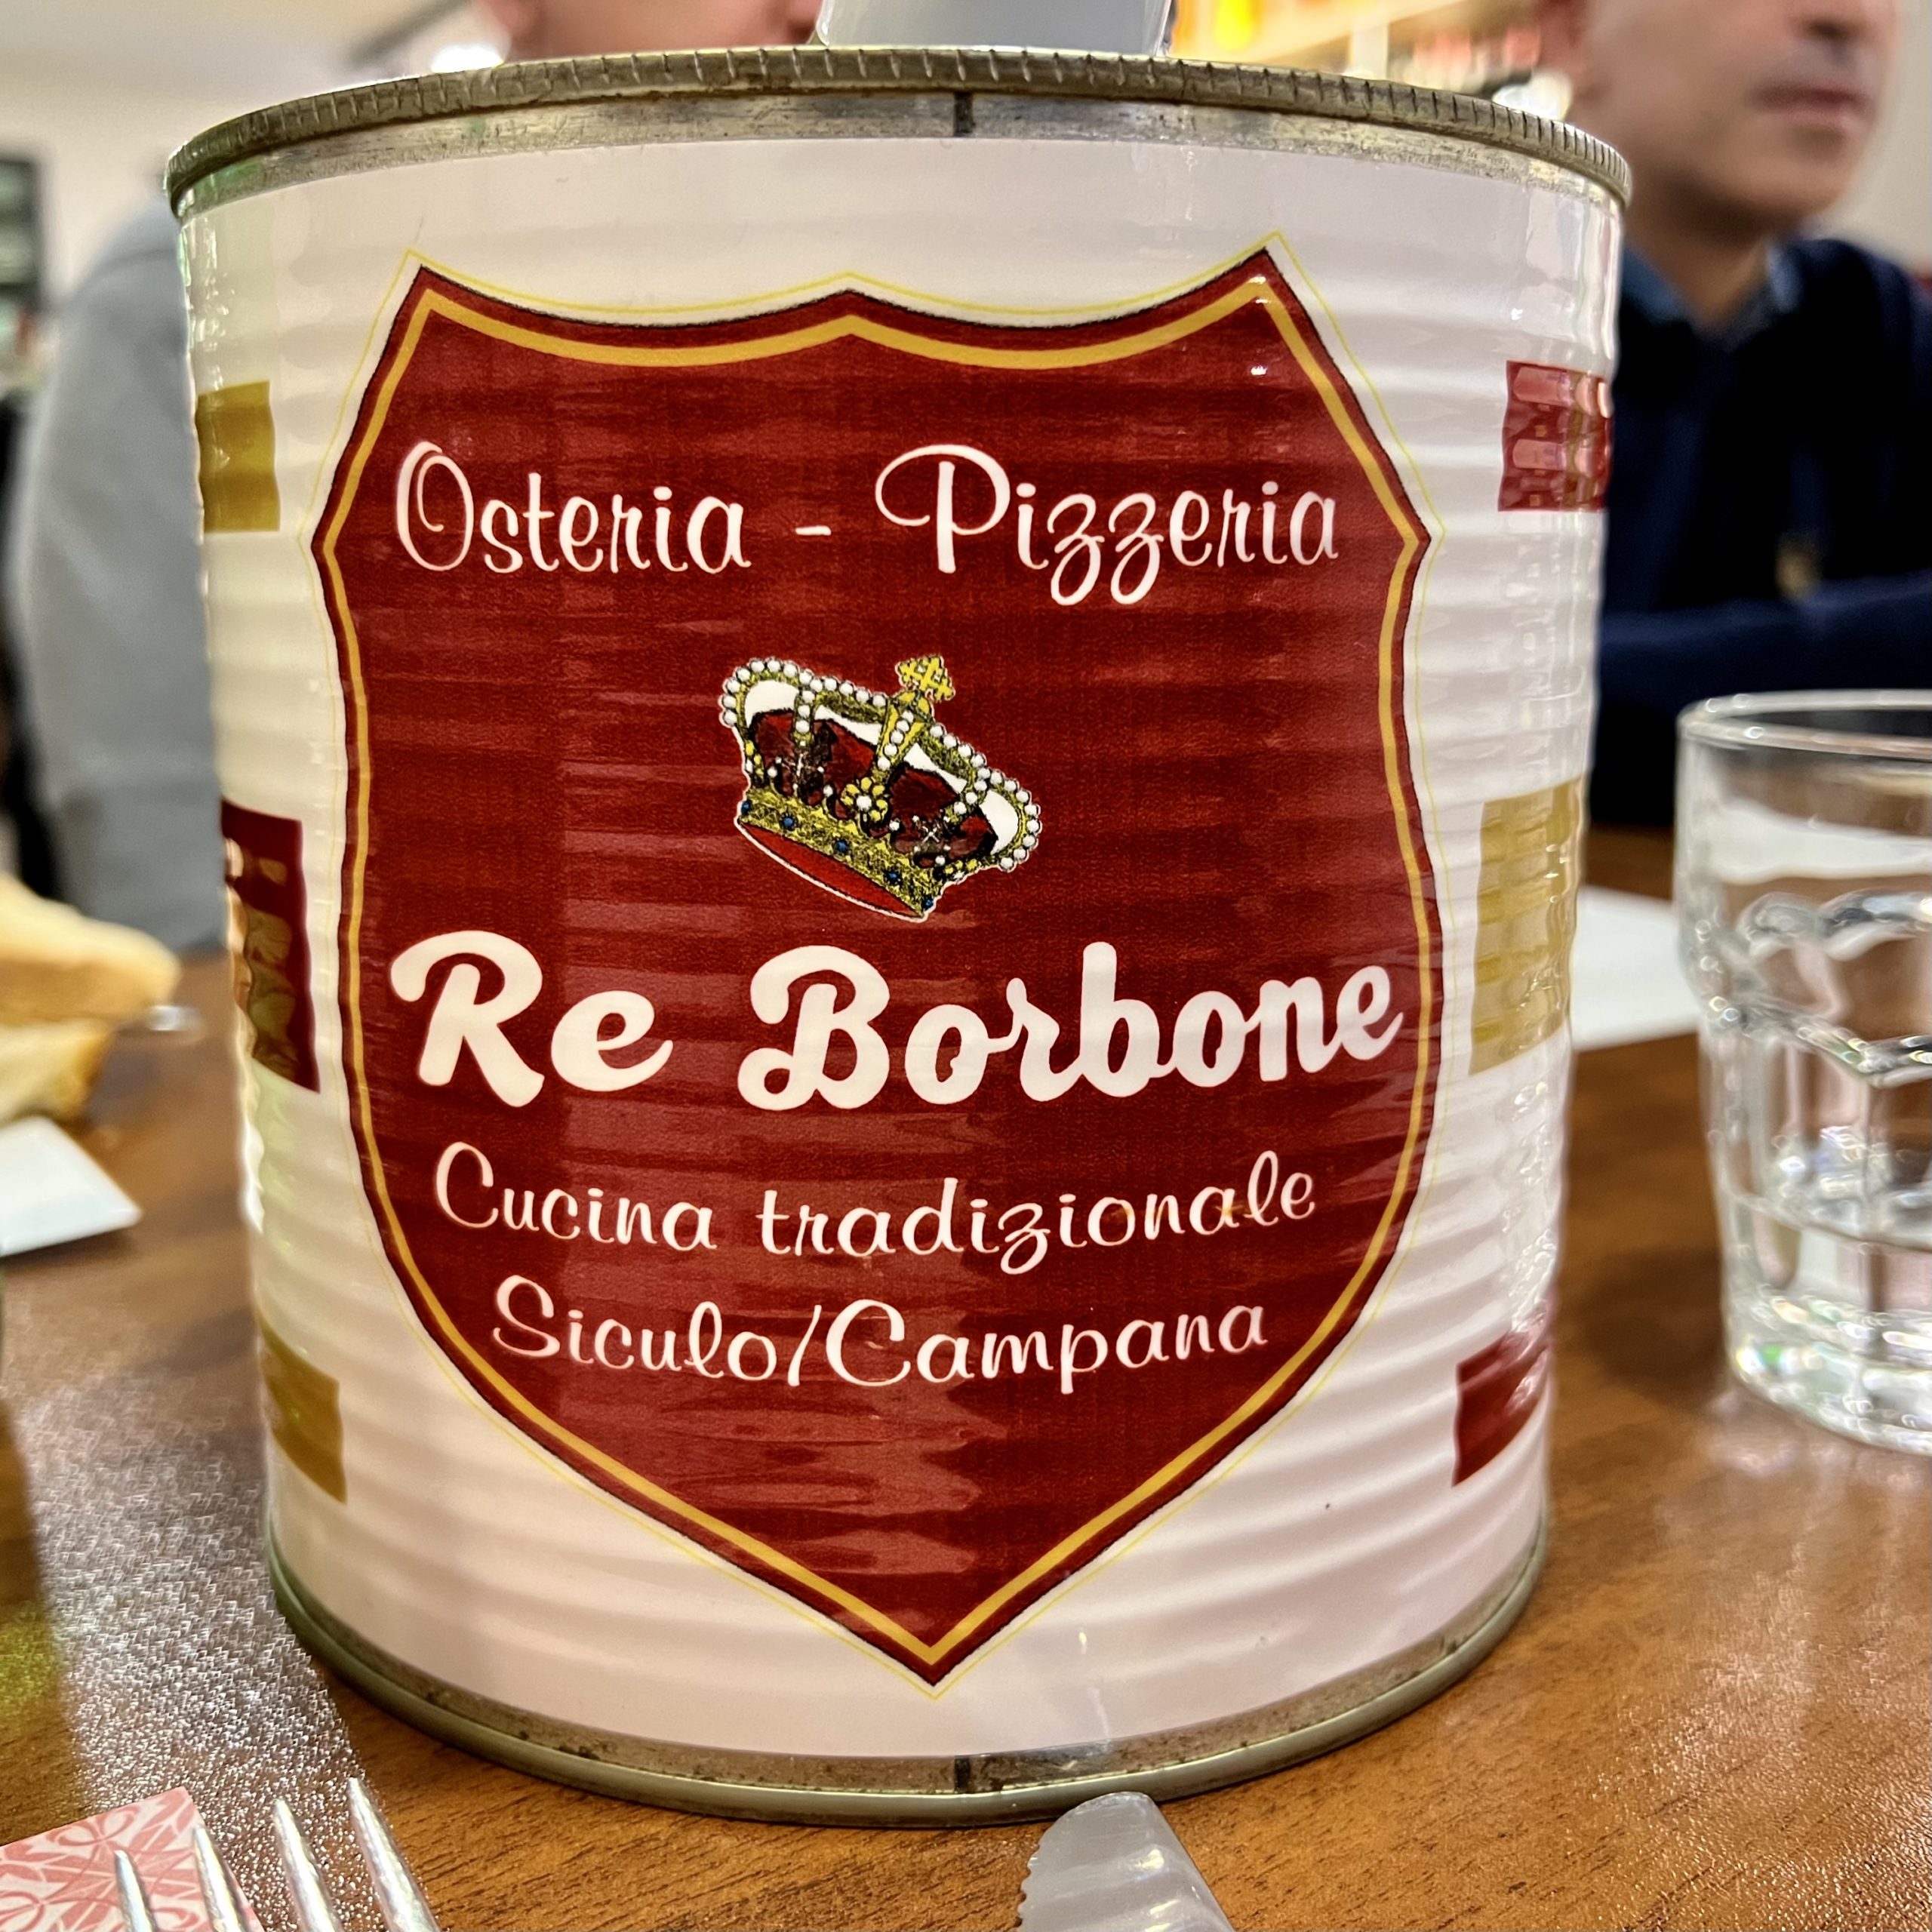 Osteria - Pizzeria
Re Borbone
Cucina tradizionale
Siculo/Campana